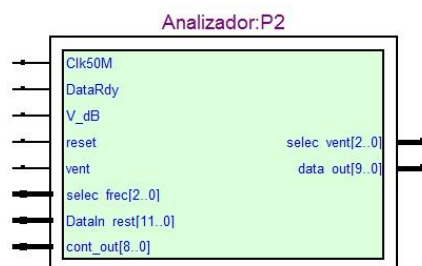 Analizador:P2
Clk50M
DataRdy
V_dB
reset
vent
selec frec[2..0]
DataIn rest[11..0]
cont_out[8..0]
selec vent[2..0]
data out[9..0]